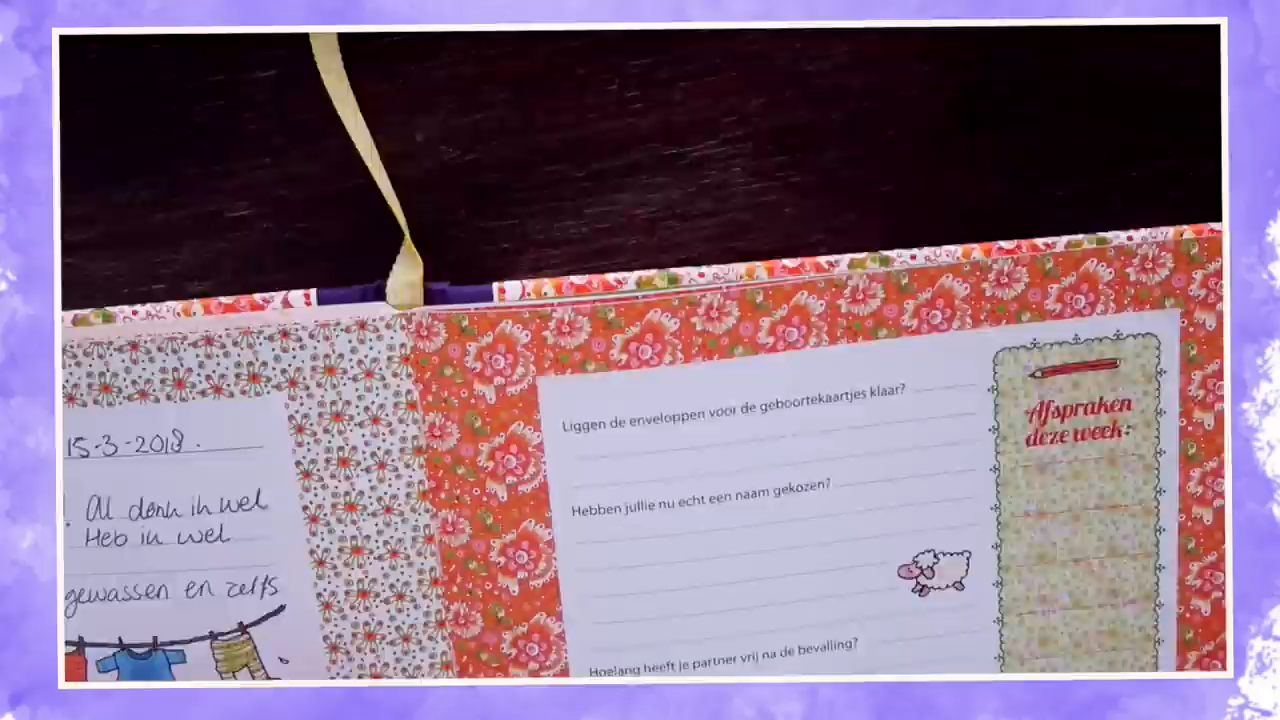 15-3-2018.
. Al denk ik wel
Heb ik wel
gewassen en zelfs
Liggen de enveloppen voor de geboortekaartjes klaar?
Hebben jullie nu echt een naam gekozen?
Hoelang heeft je partner vrij na de bevalling?
Afspraken
deze week: